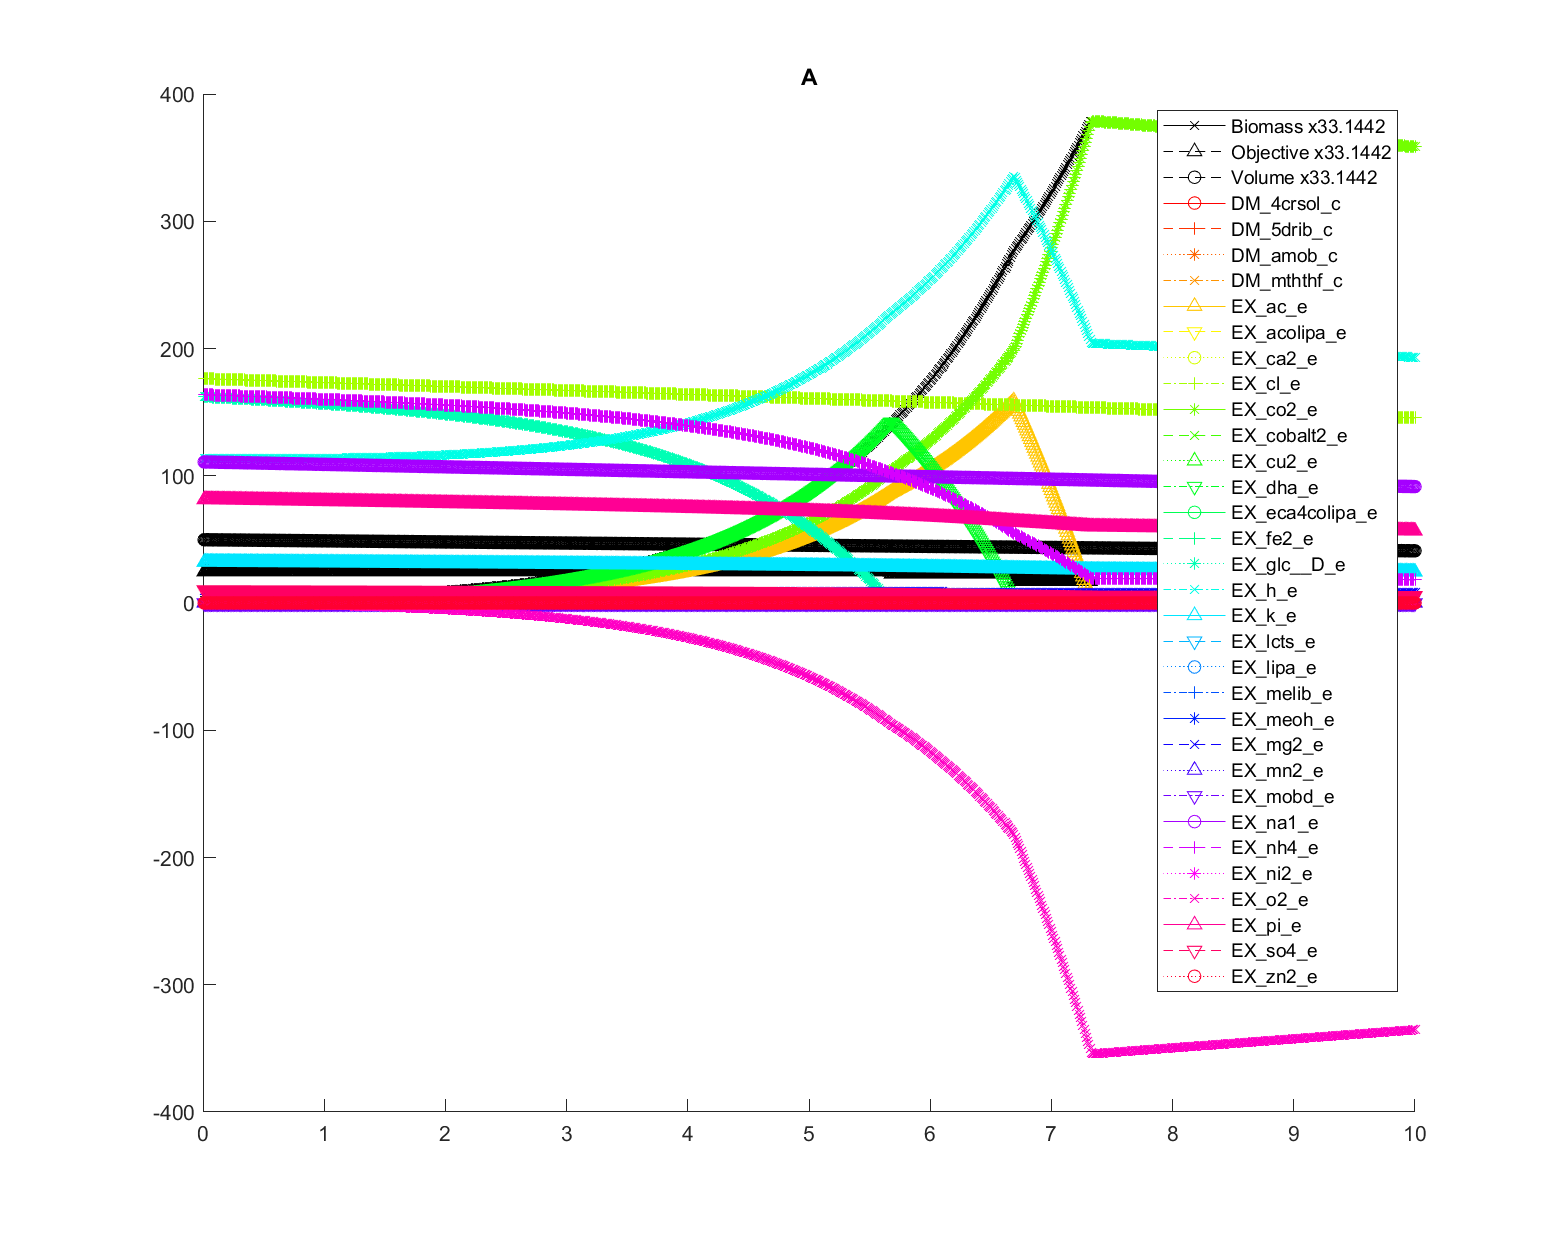 A
400
300
200
100
0
-100
-200
-300
-400
0 1 2 3 4 5 6 7 8 9 10
Biomass x33.1442
Objective x33.1442
Volume x33.1442
DM_4crsol_c
DM_5drib_c
DM_amob_c
DM_mththf_c
EX_ac_e
EX_acolipa_e
EX_ca2_e
EX_cl_e
EX_co2_e
EX_cobalt2_e
EX_cu2_e
EX_dha_e
EX_eca4colipa_e
EX_fe2_e
EX_glc__D_e
EX_h_e
EX_k_e
EX_lcts_e
EX_lipa_e
EX_melib_e
EX_meoh_e
EX_mg2_e
EX_mn2_e
EX_mobd_e
EX_na1_e
EX_nh4_e
EX_ni2_e
EX_o2_e
EX_pi_e
EX_so4_e
EX_zn2_e